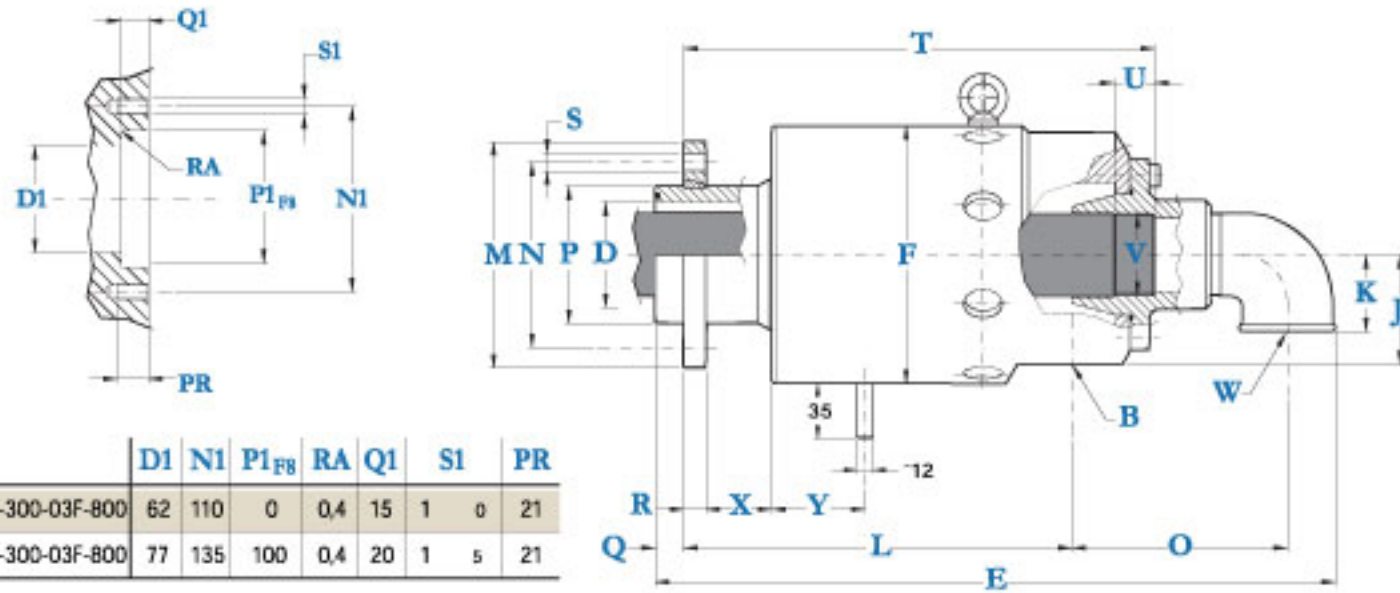 Q1
S1
RA
D1
P1F8
N1
PR
T
U
S
M N P D F V K J
W
B
35
12
R X Y
Q L O
E
D1 N1 P1F8 RA Q1 S1 PR
-300-03F-800 62 110 0 0,4 15 1 0 21
-300-03F-800 77 135 100 0,4 20 1 5 21